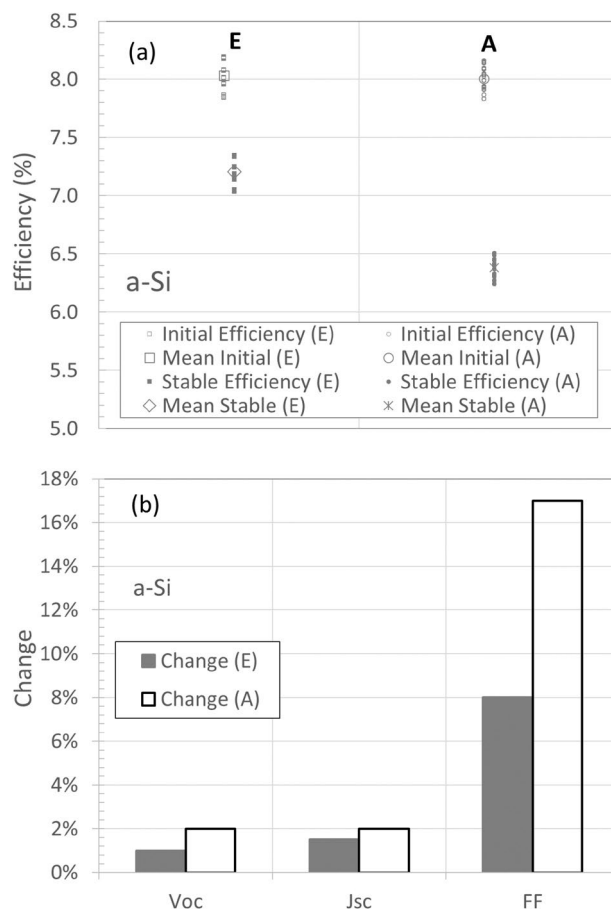 8.5
(a)
E
A
8.0
7.5
7.0
6.5
6.0
5.5
5.0
Efficiency (%)
a-Si
Initial Efficiency (E)
Initial Efficiency (A)
Mean Initial (E)
Mean Initial (A)
Stable Efficiency (E)
Stable Efficiency (A)
Mean Stable (E)
Mean Stable (A)
18%
(b)
16%
14%
12%
10%
8%
6%
4%
2%
0%
Change
a-Si
Change (E)
Change (A)
Voc
Jsc
FF